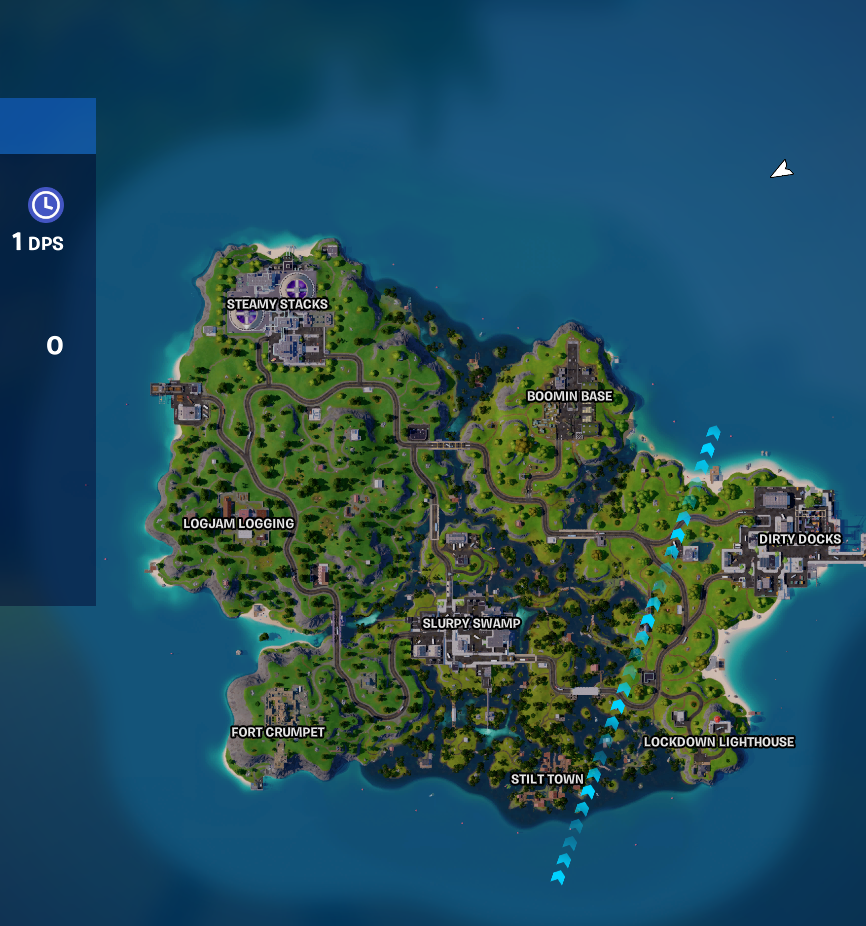 1 DPS
0
STEAMY STACKS
BOOMIN BASE
LOGJAM LOGGING
DIRTY DOCKS
SLURPY SWAMP
FORT CRUMPET
LOCKDOWN LIGHTHOUSE
STILT TOWN